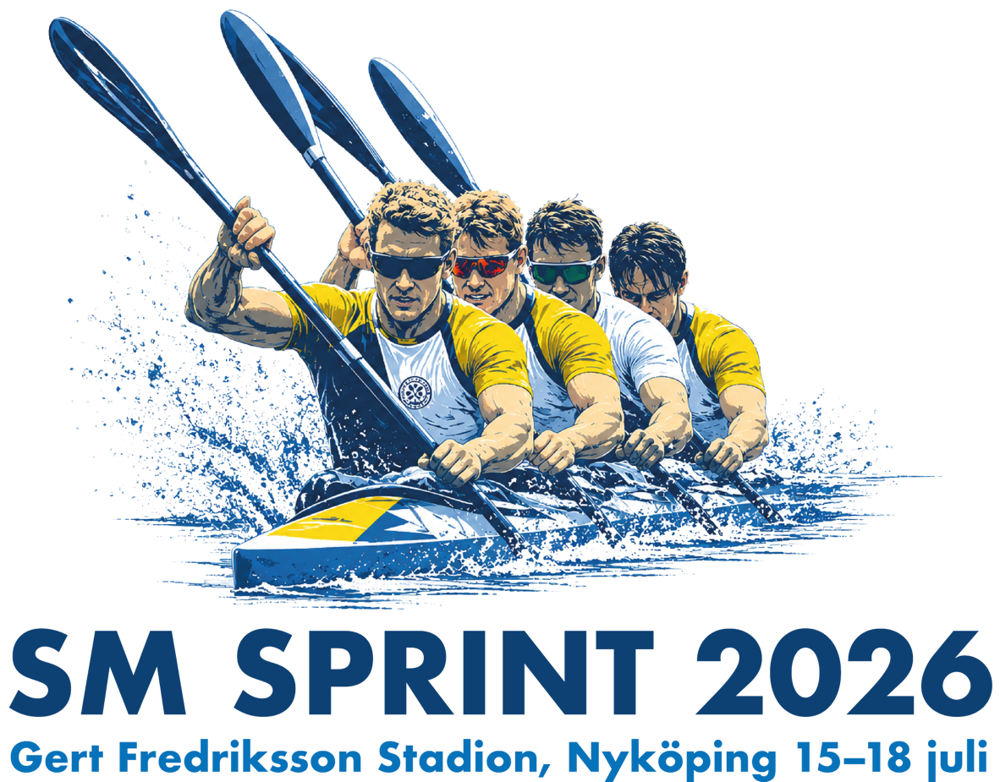 SM SPRINT 2026
Gert Fredriksson Stadion, Nyköping 15–18 juli